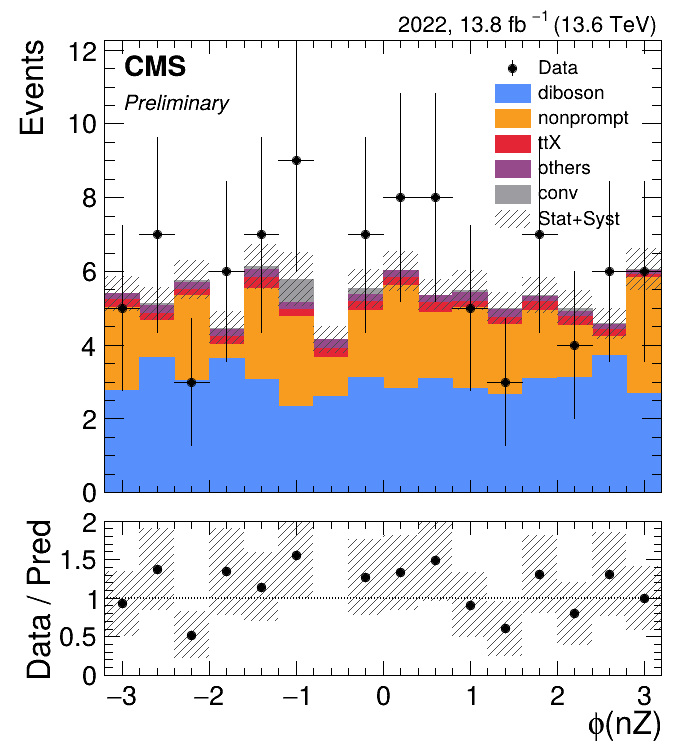 2022, 13.8 fb⁻¹ (13.6 TeV)
Events
CMS
Preliminary
Data
diboson
nonprompt
ttX
others
conv
Stat+Syst
12
10
8
6
4
2
0
Data / Pred
2
1.5
1
0.5
0
−3 −2 −1 0 1 2 3
ϕ(nZ)